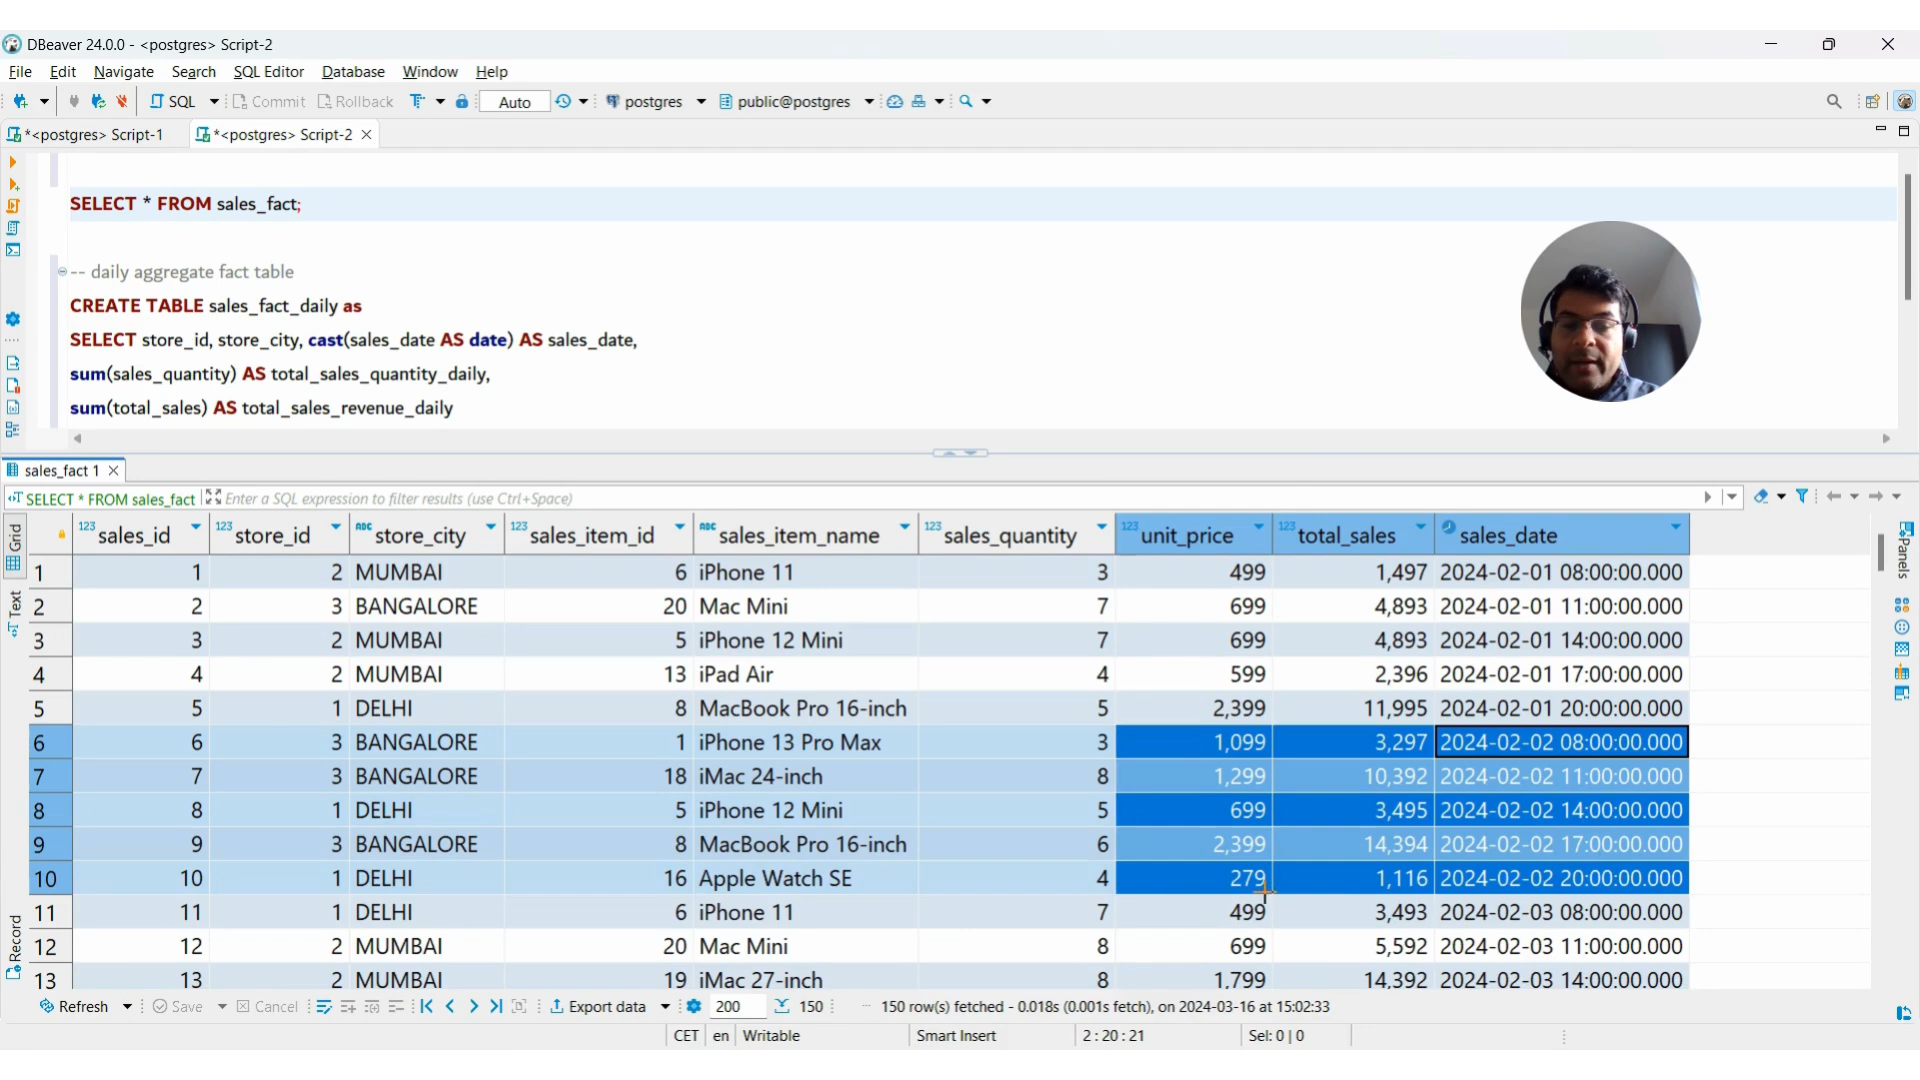 DBeaver 24.0.0 - <postgres> Script-2
File Edit Navigate Search SQL Editor Database Window Help
SQL Commit Rollback Auto postgres public@postgres
*<postgres> Script-1 *<postgres> Script-2
SELECT * FROM sales_fact;
-- daily aggregate fact table
CREATE TABLE sales_fact_daily as
SELECT store_id, store_city, cast(sales_date AS date) AS sales_date,
sum(sales_quantity) AS total_sales_quantity_daily,
sum(total_sales) AS total_sales_revenue_daily
sales_fact 1
SELECT * FROM sales_fact Enter a SQL expression to filter results (use Ctrl+Space)
Grid
Text
Record
Panels
123 sales_id 123 store_id ABC store_city 123 sales_item_id ABC sales_item_name 123 sales_quantity 123 unit_price 123 total_sales sales_date
1 1 2 MUMBAI 6 iPhone 11 3 499 1,497 2024-02-01 08:00:00.000
2 2 3 BANGALORE 20 Mac Mini 7 699 4,893 2024-02-01 11:00:00.000
3 3 2 MUMBAI 5 iPhone 12 Mini 7 699 4,893 2024-02-01 14:00:00.000
4 4 2 MUMBAI 13 iPad Air 4 599 2,396 2024-02-01 17:00:00.000
5 5 1 DELHI 8 MacBook Pro 16-inch 5 2,399 11,995 2024-02-01 20:00:00.000
6 6 3 BANGALORE 1 iPhone 13 Pro Max 3 1,099 3,297 2024-02-02 08:00:00.000
7 7 3 BANGALORE 18 iMac 24-inch 8 1,299 10,392 2024-02-02 11:00:00.000
8 8 1 DELHI 5 iPhone 12 Mini 5 699 3,495 2024-02-02 14:00:00.000
9 9 3 BANGALORE 8 MacBook Pro 16-inch 6 2,399 14,394 2024-02-02 17:00:00.000
10 10 1 DELHI 16 Apple Watch SE 4 279 1,116 2024-02-02 20:00:00.000
11 11 1 DELHI 6 iPhone 11 7 499 3,493 2024-02-03 08:00:00.000
12 12 2 MUMBAI 20 Mac Mini 8 699 5,592 2024-02-03 11:00:00.000
13 13 2 MUMBAI 19 iMac 27-inch 8 1,799 14,392 2024-02-03 14:00:00.000
Refresh Save Cancel Export data 200 150 150 row(s) fetched - 0.018s (0.001s fetch), on 2024-03-16 at 15:02:33
CET en Writable Smart Insert 2 : 20 : 21 Sel: 0 | 0